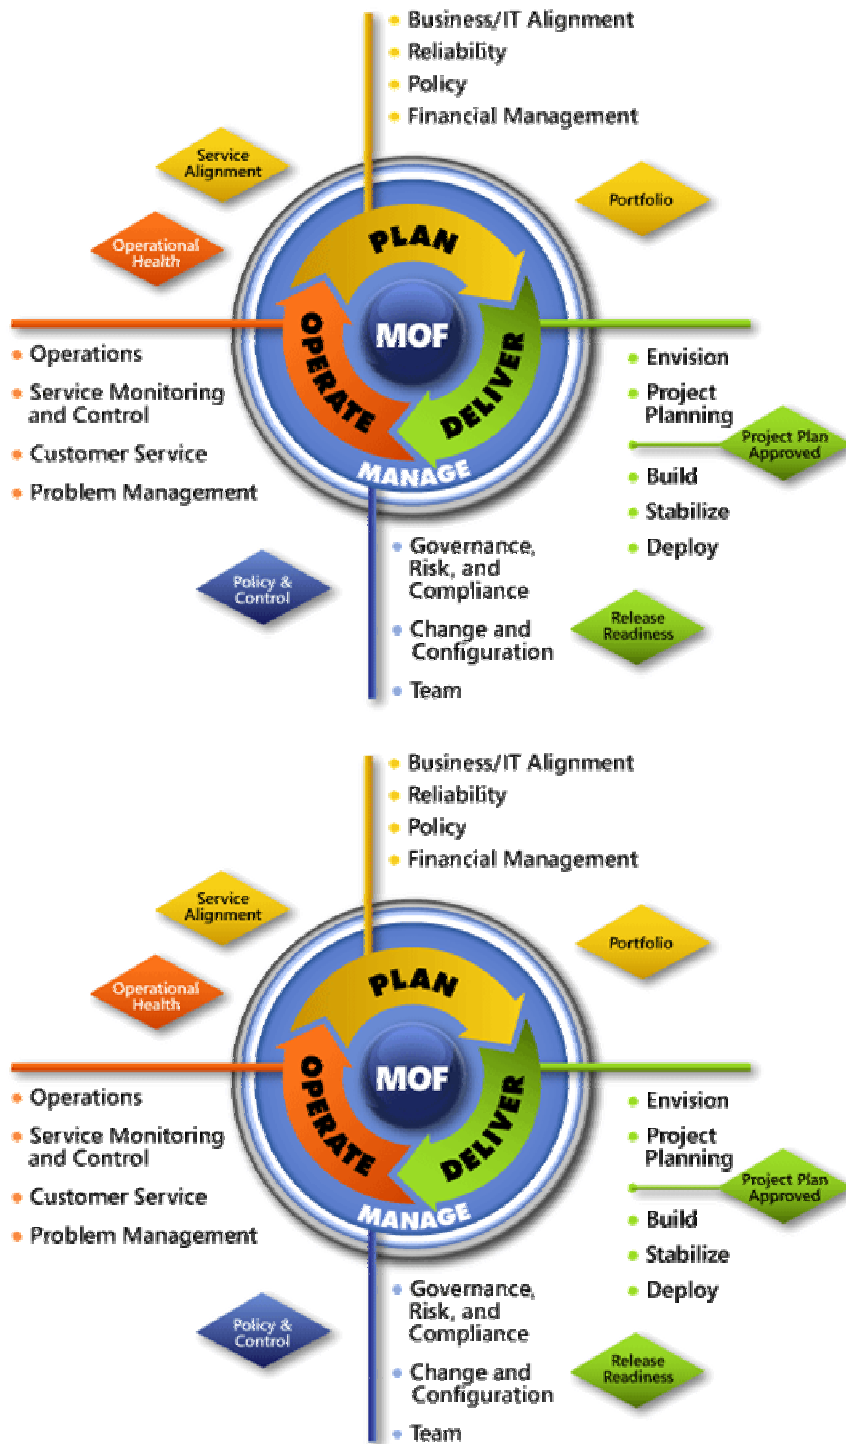 Business/IT Alignment
Reliability
Policy
Financial Management
Service
Alignment
Portfolio
Operational
Health
PLAN
OPERATE
MOF
DELIVER
MANAGE
Operations
Service Monitoring
and Control
Customer Service
Problem Management
Envision
Project
Planning
Project Plan
Approved
Build
Stabilize
Deploy
Policy &
Control
Governance,
Risk, and
Compliance
Change and
Configuration
Team
Release
Readiness
Business/IT Alignment
Reliability
Policy
Financial Management
Service
Alignment
Portfolio
Operational
Health
PLAN
OPERATE
MOF
DELIVER
MANAGE
Operations
Service Monitoring
and Control
Customer Service
Problem Management
Envision
Project
Planning
Project Plan
Approved
Build
Stabilize
Deploy
Policy &
Control
Governance,
Risk, and
Compliance
Change and
Configuration
Team
Release
Readiness